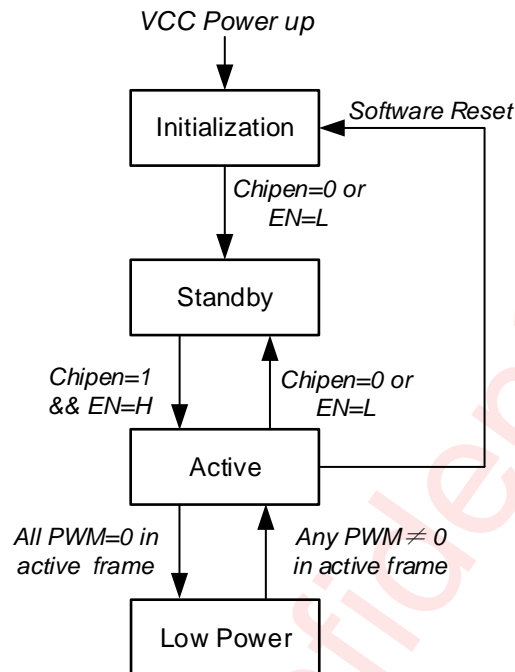 VCC Power up
Initialization
Software Reset
Chipen=0 or
EN=L
Standby
Chipen=1
&& EN=H
Chipen=0 or
EN=L
Active
All PWM=0 in
active frame
Any PWM≠0
in active frame
Low Power